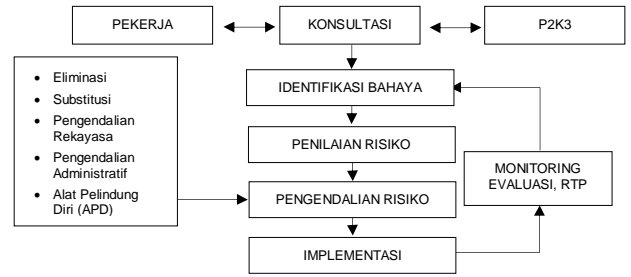 PEKERJA
KONSULTASI
P2K3
• Eliminasi
• Substitusi
• Pengendalian
Rekayasa
• Pengendalian
Administratif
• Alat Pelindung
Diri (APD)
IDENTIFIKASI BAHAYA
PENILAIAN RISIKO
PENGENDALIAN RISIKO
IMPLEMENTASI
MONITORING
EVALUASI, RTP